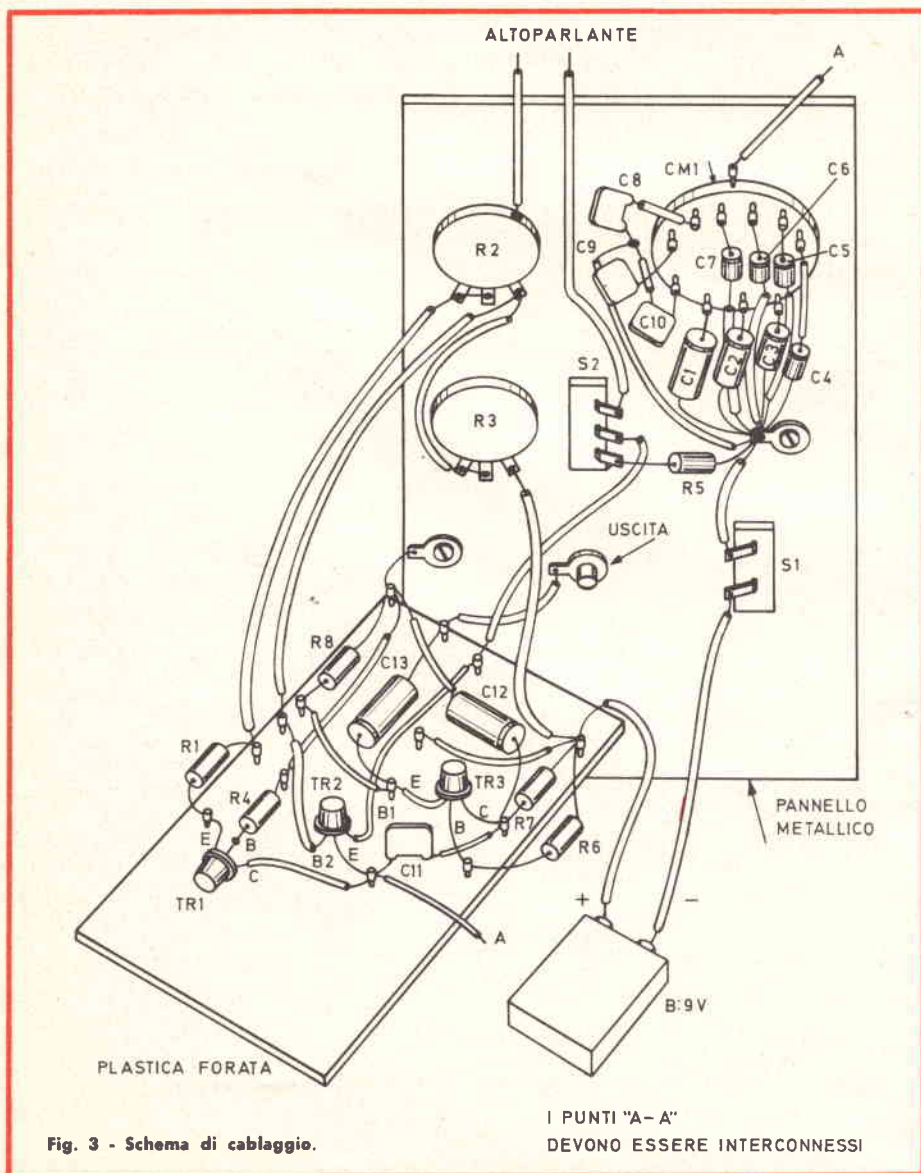 ALTOPARLANTE
A
CM1
C8
C6
C9
C7
C5
R2
C10
C1
C2
C3
C4
S2
R3
R5
USCITA
S1
R8
C13
C12
R1
TR2
TR3
E
B1
R4
C
R7
E
B
B
R6
B2
E
C11
C
TR1
A
PANNELLO
METALLICO
+
-
B:9V
PLASTICA FORATA
I PUNTI "A-A"
DEVONO ESSERE INTERCONNESSI
Fig. 3 - Schema di cablaggio.